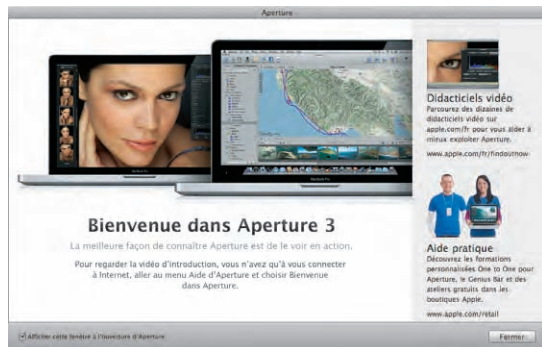 Aperture
Bienvenue dans Aperture 3
La meilleure façon de connaître Aperture est de le voir en action.
Pour regarder la vidéo d'introduction, vous n'avez qu'à vous connecter
à Internet, aller au menu Aide d'Aperture et choisir Bienvenue
dans Aperture.
Didacticiels vidéo
Parcourez des dizaines de
didacticiels vidéo sur
apple.com/fr pour vous aider à
mieux exploiter Aperture.
www.apple.com/fr/findouthow
Aide pratique
Découvrez les formations
personnalisées One to One pour
Aperture, le Genius Bar et des
ateliers gratuits dans les
boutiques Apple.
www.apple.com/retail
Afficher cette fenêtre à l'ouverture d'Aperture
Fermer